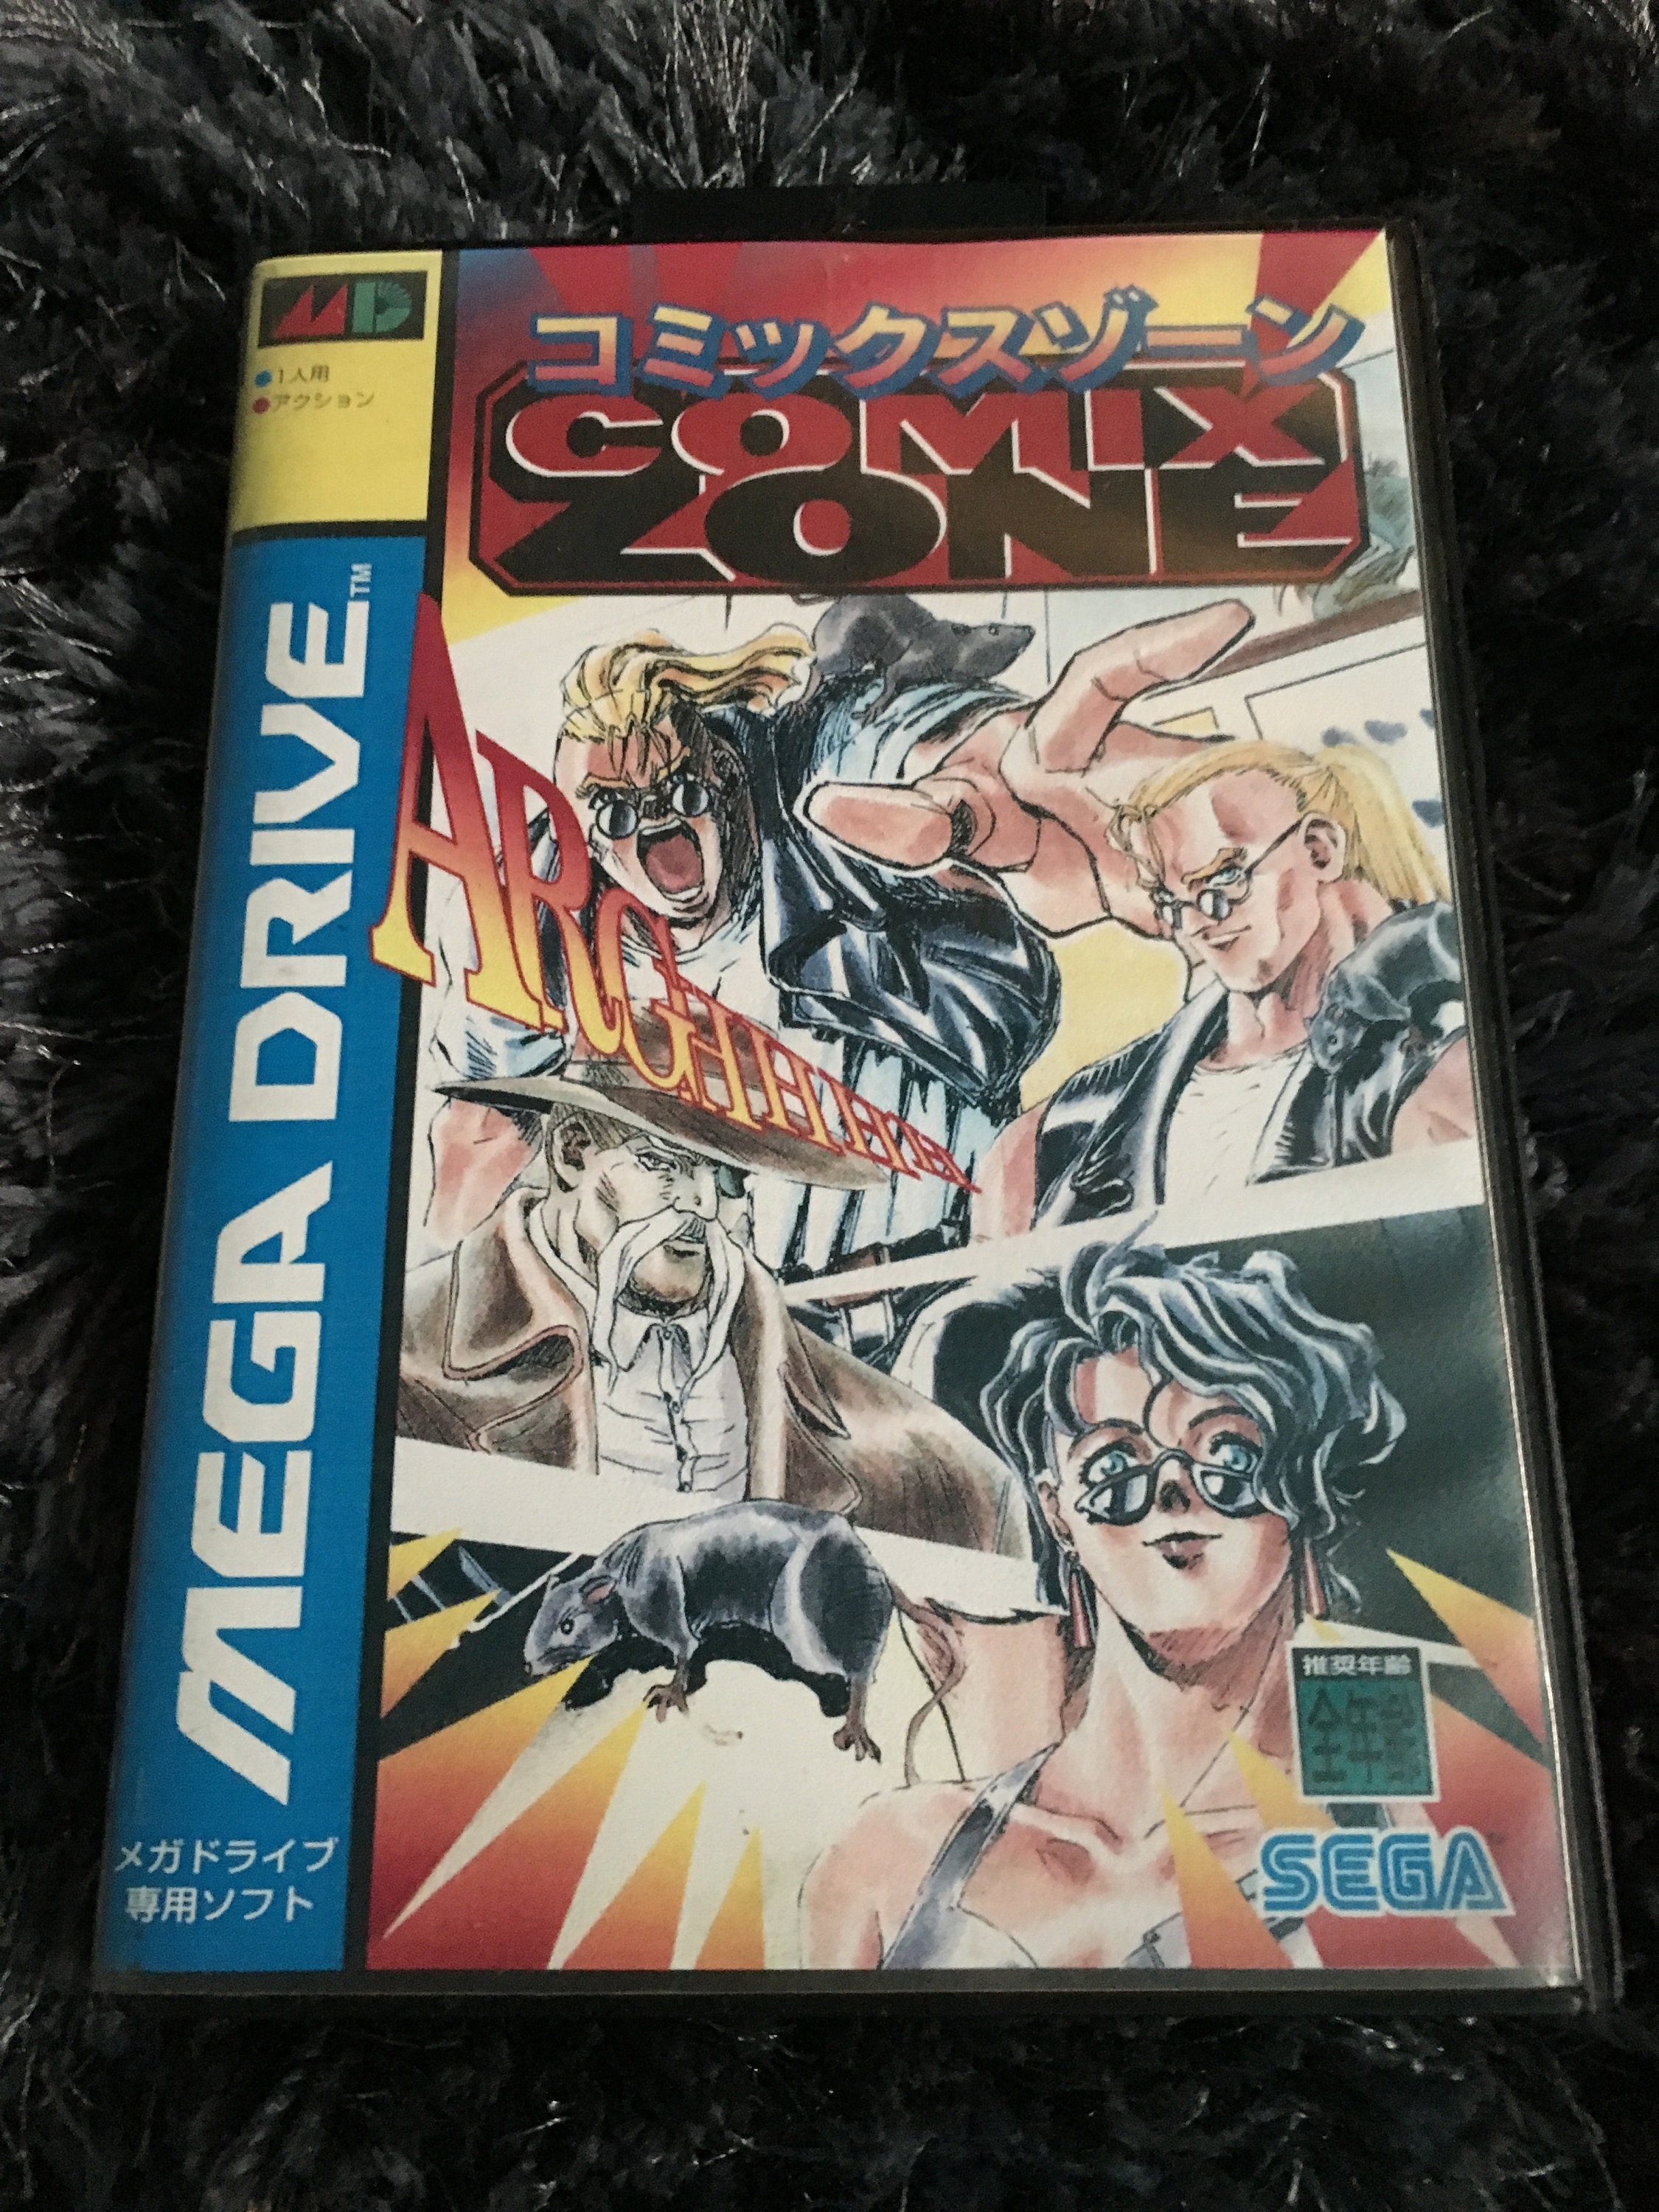 MD
●1人用
●アクション
コミックスゾーン
COMIX
ZONE
MEGA DRIVE™
ARGHHHHHH
推奨年齢
全年齢
SEGA
メガドライブ
専用ソフト